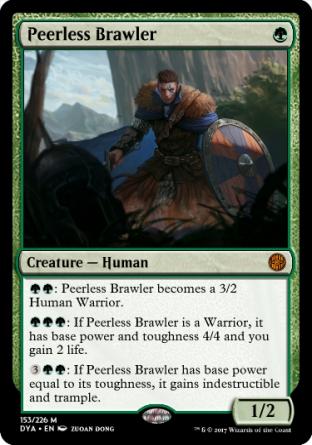 Peerless Brawler
Creature — Human
: Peerless Brawler becomes a 3/2
Human Warrior.
: If Peerless Brawler is a Warrior, it
has base power and toughness 4/4 and you
gain 2 life.
3: If Peerless Brawler has base power
equal to its toughness, it gains indestructible
and trample.
1/2
153/226 M
DYA • EN ZUOAN DONG
™ & © 2017 Wizards of the Coast